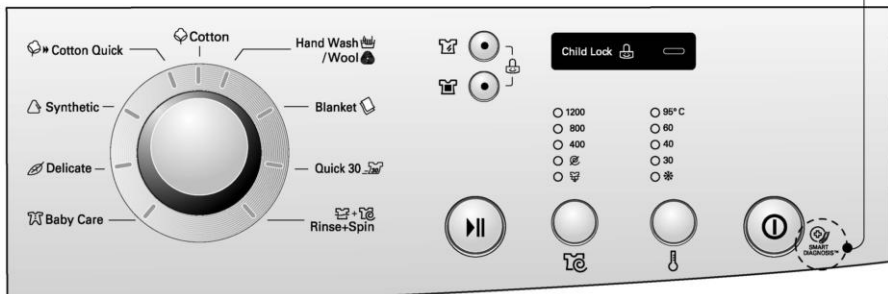 Cotton Quick
Cotton
Hand Wash
/Wool
Synthetic
Blanket
Delicate
Quick 30
30
Baby Care
Rinse+Spin
Child Lock
1200
800
400
95° C
60
40
30
SMART
DIAGNOSIS™